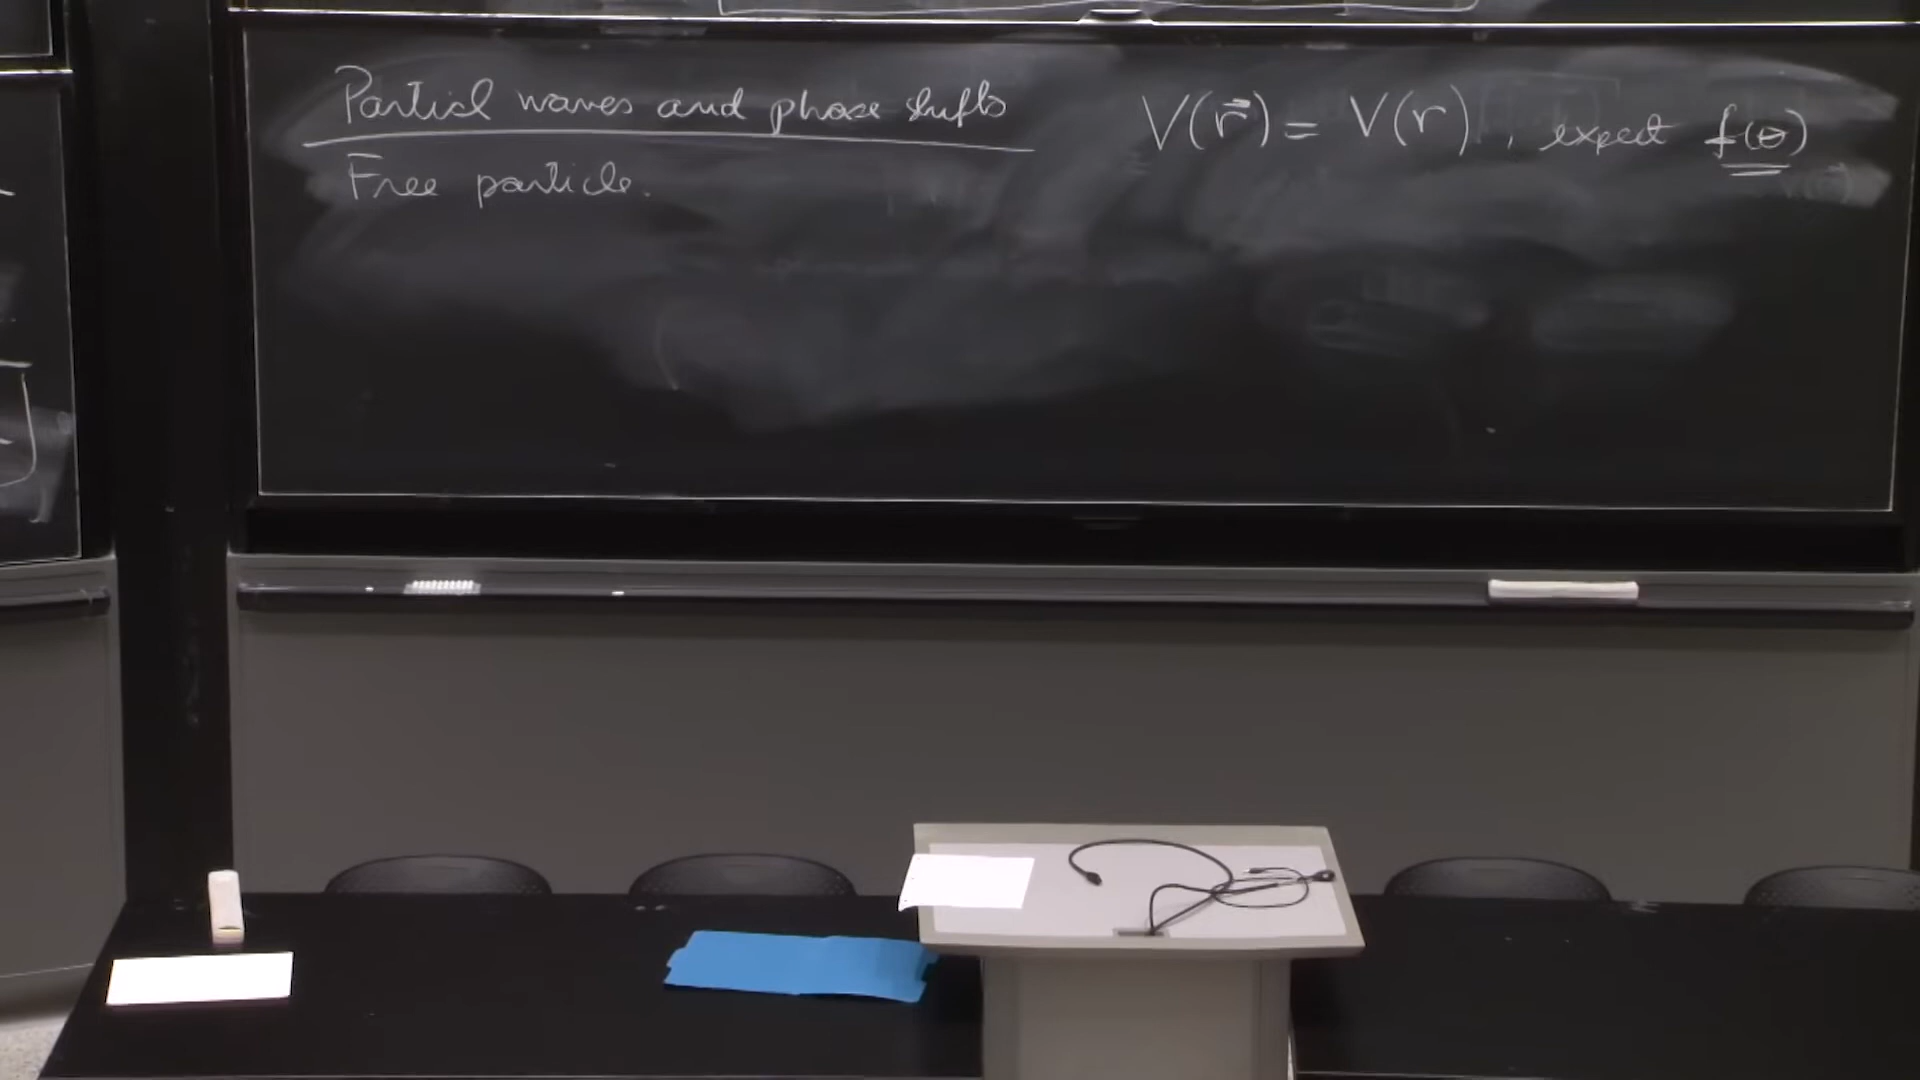 Partial waves and phase shifts
V(r⃗) = V(r), expect f(θ)
Free particle.